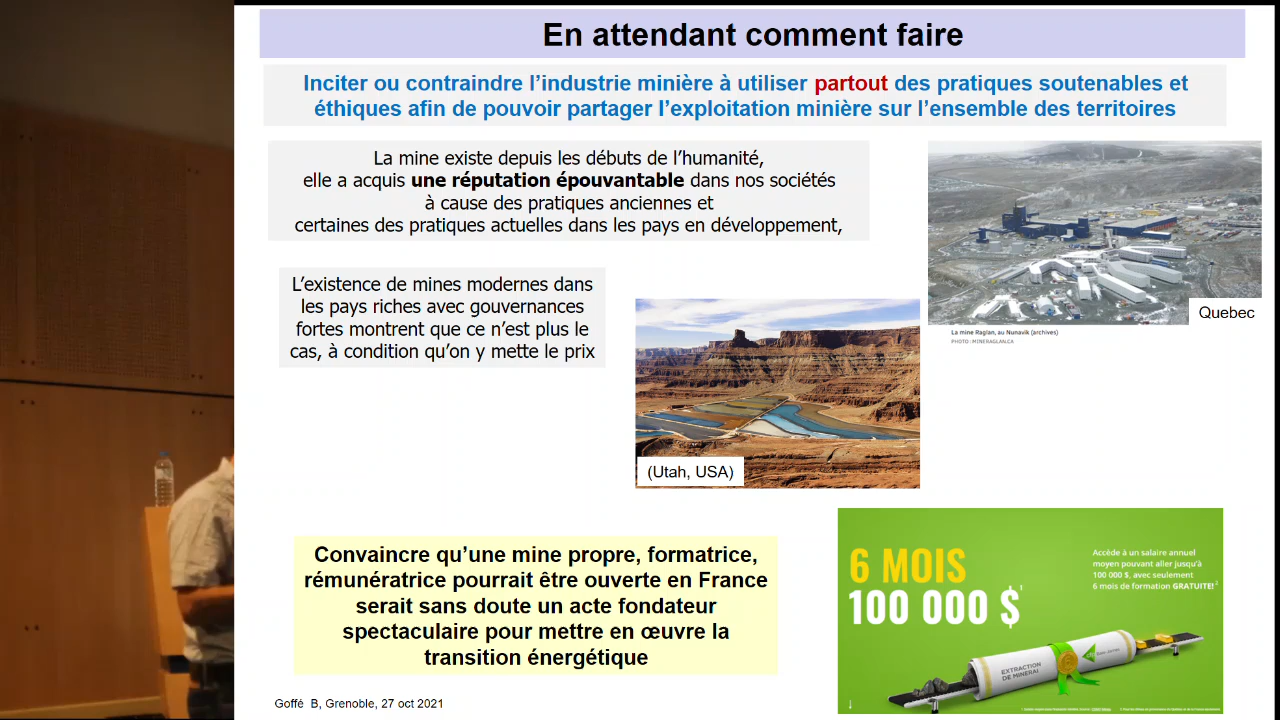 En attendant comment faire
Inciter ou contraindre l’industrie minière à utiliser partout des pratiques soutenables et
éthiques afin de pouvoir partager l’exploitation minière sur l’ensemble des territoires
La mine existe depuis les débuts de l’humanité,
elle a acquis une réputation épouvantable dans nos sociétés
à cause des pratiques anciennes et
certaines des pratiques actuelles dans les pays en développement,
L’existence de mines modernes dans
les pays riches avec gouvernances
fortes montrent que ce n’est plus le
cas, à condition qu’on y mette le prix
Quebec
La mine Raglan, au Nunavik (archives)
PHOTO : MINERAGLAN.CA
(Utah, USA)
Convaincre qu’une mine propre, formatrice,
rémunératrice pourrait être ouverte en France
serait sans doute un acte fondateur
spectaculaire pour mettre en œuvre la
transition énergétique
6 MOIS
100 000 $¹
Accède à un salaire annuel
moyen pouvant aller jusqu’à
100 000 $, avec seulement
6 mois de formation GRATUITE!²
EXTRACTION
DE MINERAI
Goffé B, Grenoble, 27 oct 2021